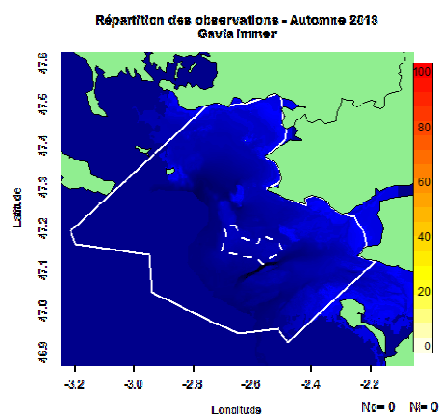 Répartition des observations - Automne 2013
Gavia immer
47.6
47.5
47.4
47.3
47.2
47.1
47.0
46.9
Latitude
100
80
60
40
20
0
-3.2 -3.0 -2.8 -2.6 -2.4 -2.2
Longitude
Nc= 0 Ni= 0